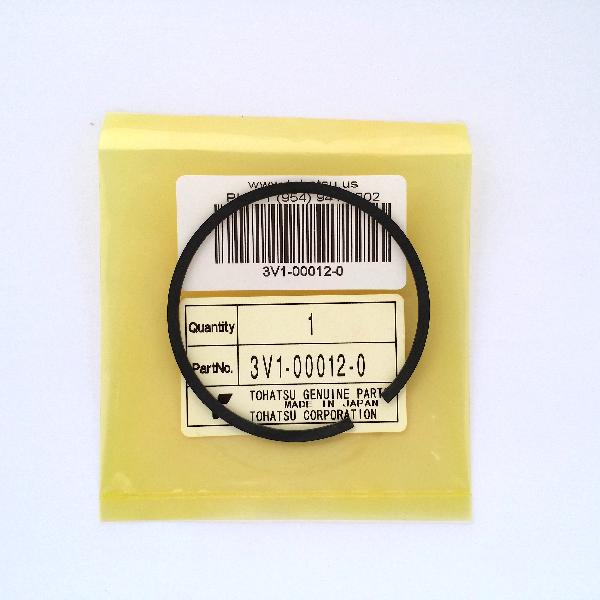 (954)
3V1-00012-0
Quantity 1
PartNo. 3V1-00012-0
TOHATSU GENUINE PART
MADE IN JAPAN
TOHATSU CORPORATION